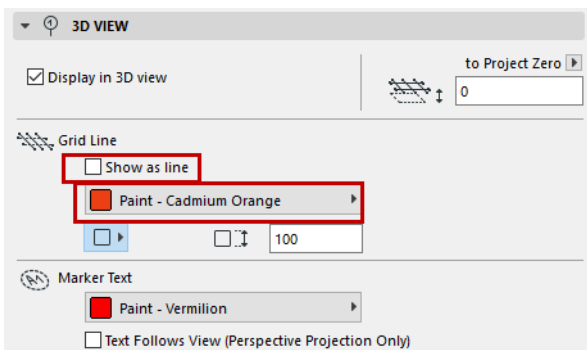 3D VIEW
to Project Zero
Display in 3D view
0
Grid Line
Show as line
Paint - Cadmium Orange
100
Marker Text
Paint - Vermilion
Text Follows View (Perspective Projection Only)